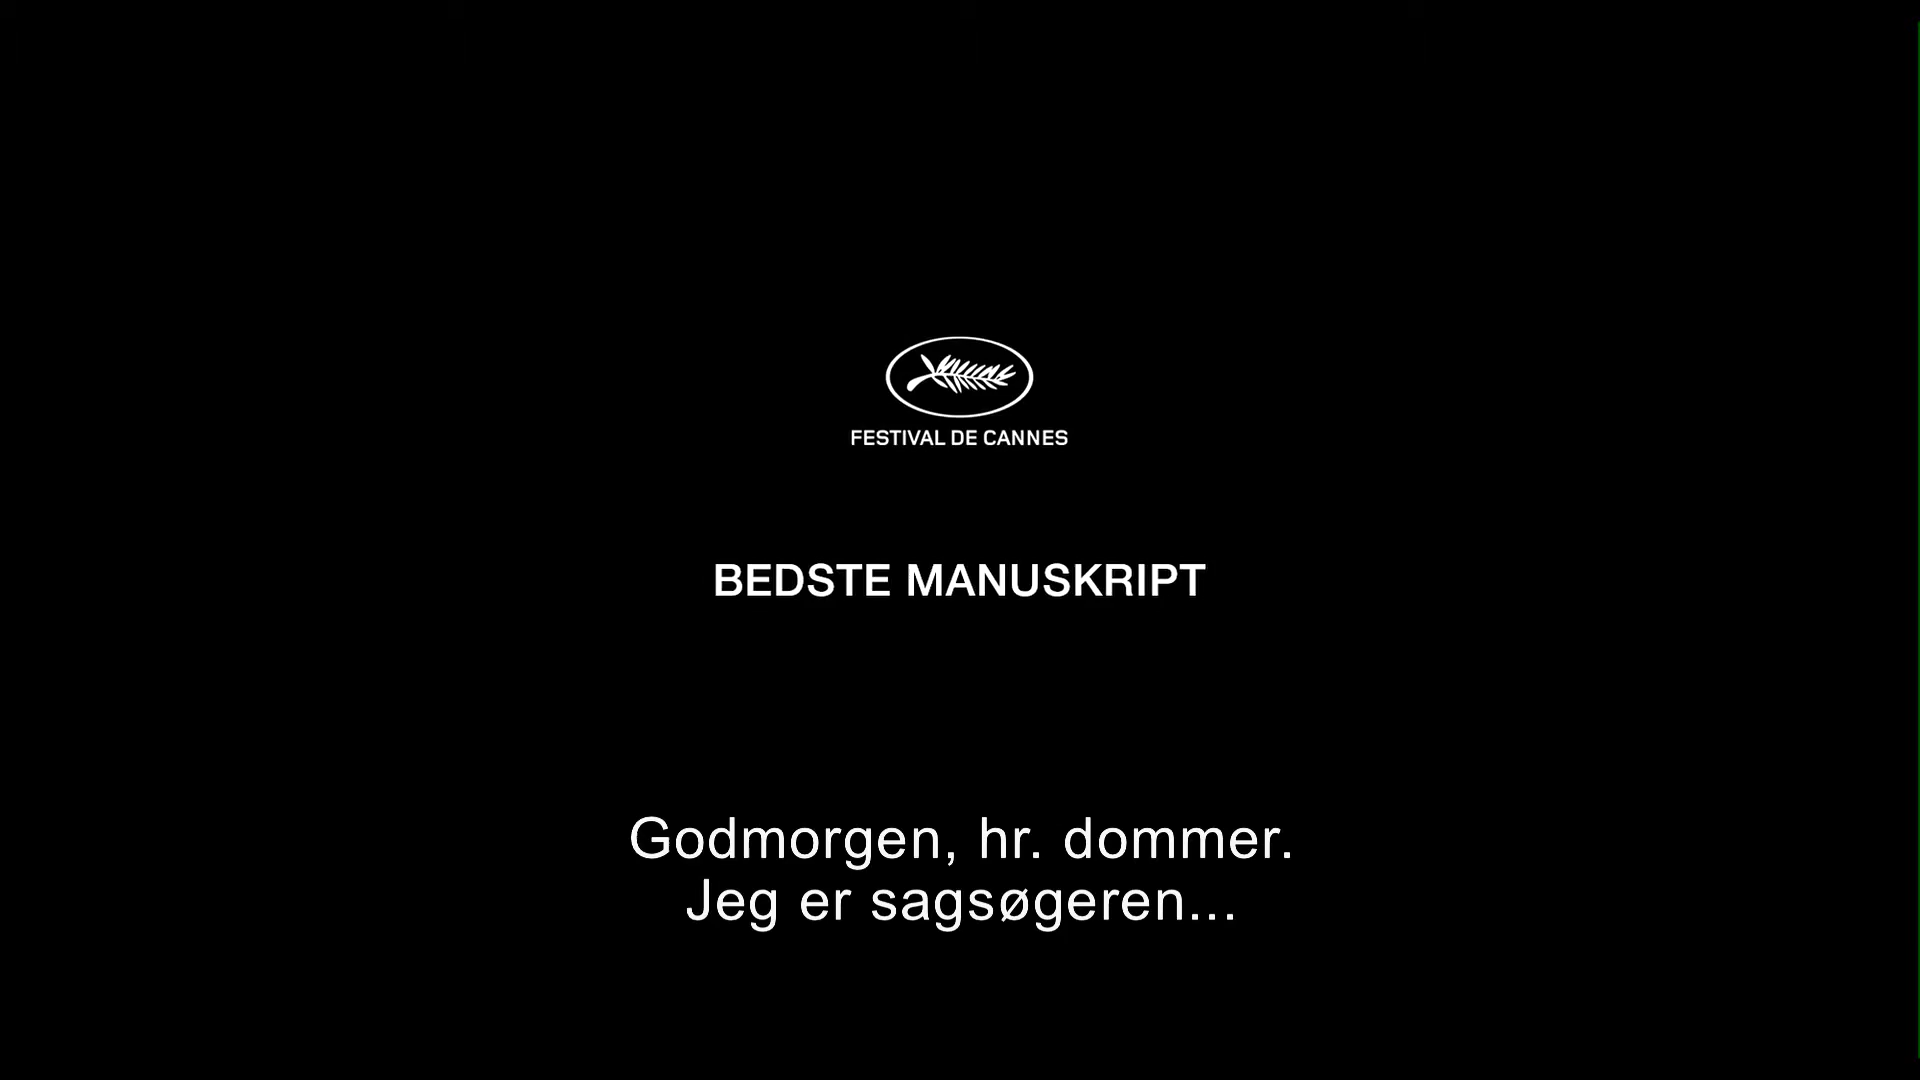 FESTIVAL DE CANNES
BEDSTE MANUSKRIPT
Godmorgen, hr. dommer.
Jeg er sagsøgeren...